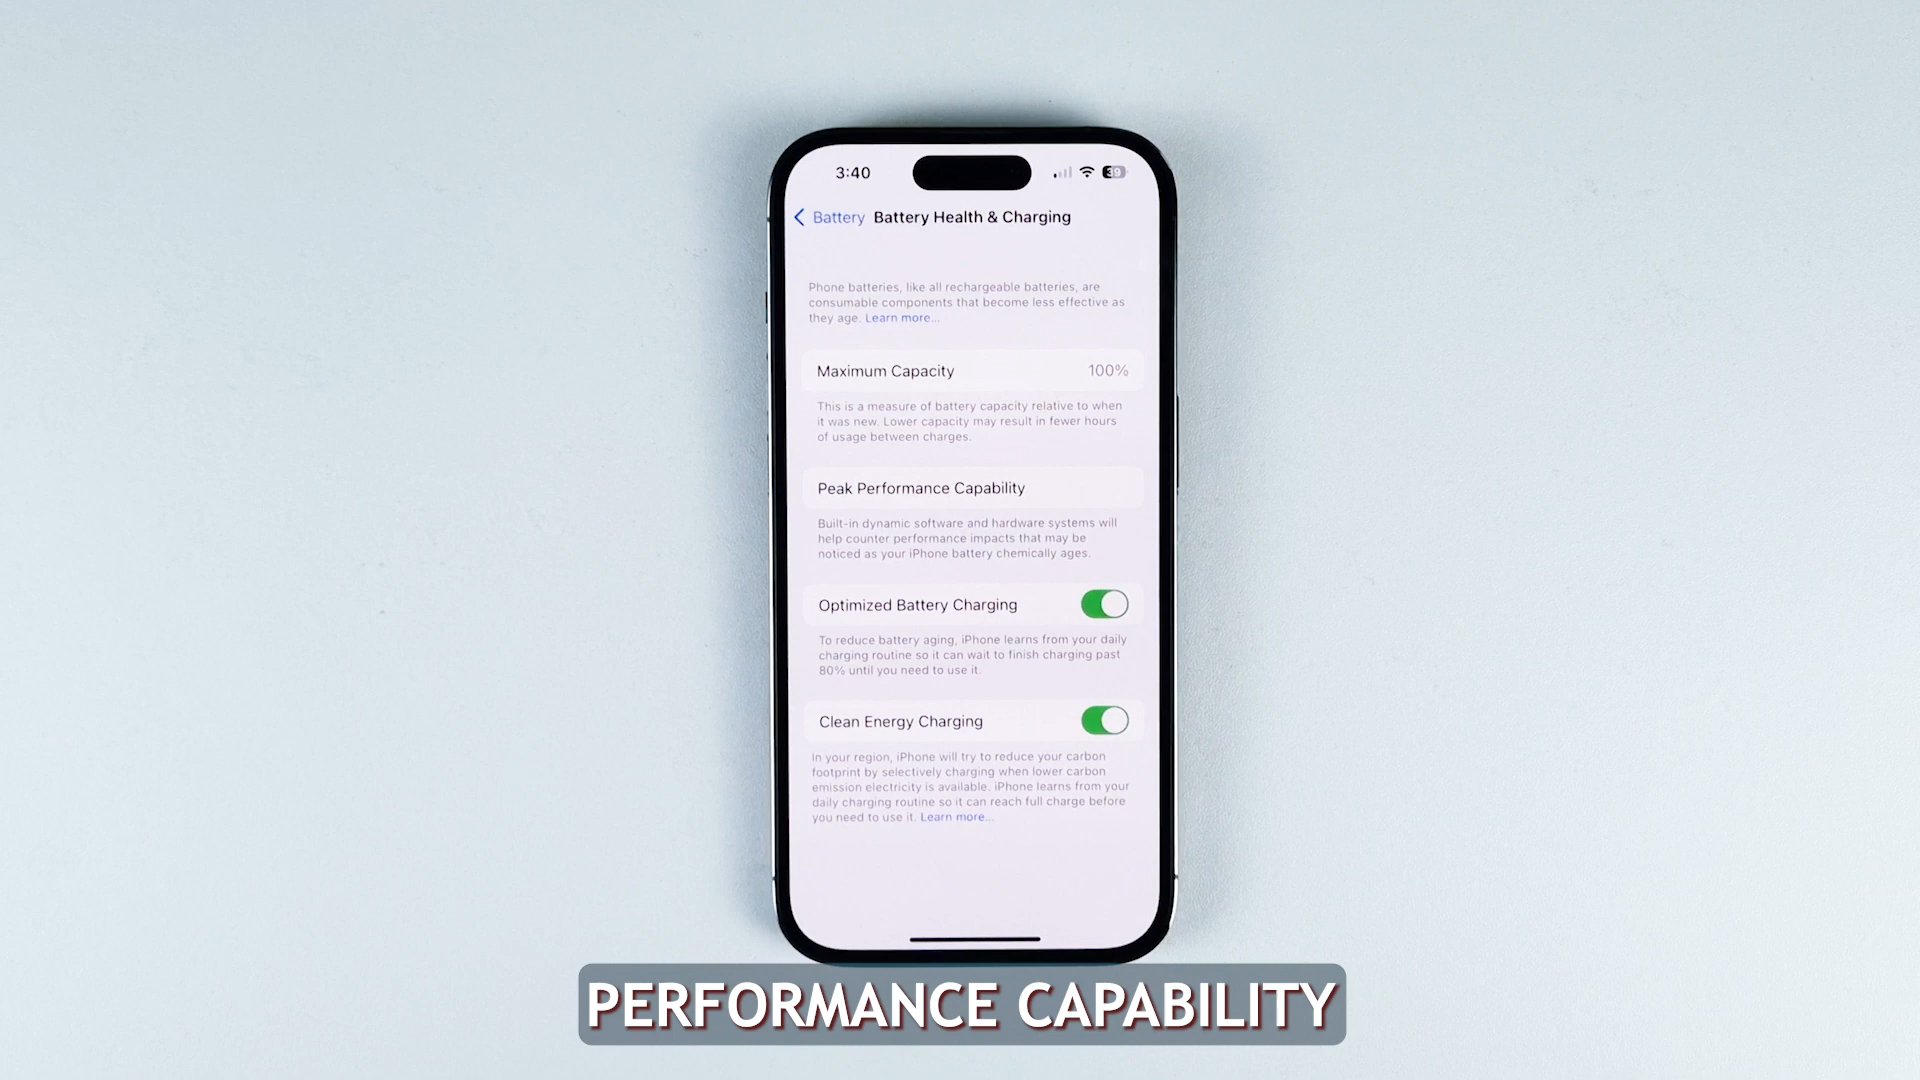 3:40
39
Battery Battery Health & Charging
Phone batteries, like all rechargeable batteries, are
consumable components that become less effective as
they age. Learn more...
Maximum Capacity 100%
This is a measure of battery capacity relative to when
it was new. Lower capacity may result in fewer hours
of usage between charges.
Peak Performance Capability
Built-in dynamic software and hardware systems will
help counter performance impacts that may be
noticed as your iPhone battery chemically ages.
Optimized Battery Charging
To reduce battery aging, iPhone learns from your daily
charging routine so it can wait to finish charging past
80% until you need to use it.
Clean Energy Charging
In your region, iPhone will try to reduce your carbon
footprint by selectively charging when lower carbon
emission electricity is available. iPhone learns from your
daily charging routine so it can reach full charge before
you need to use it. Learn more...
PERFORMANCE CAPABILITY